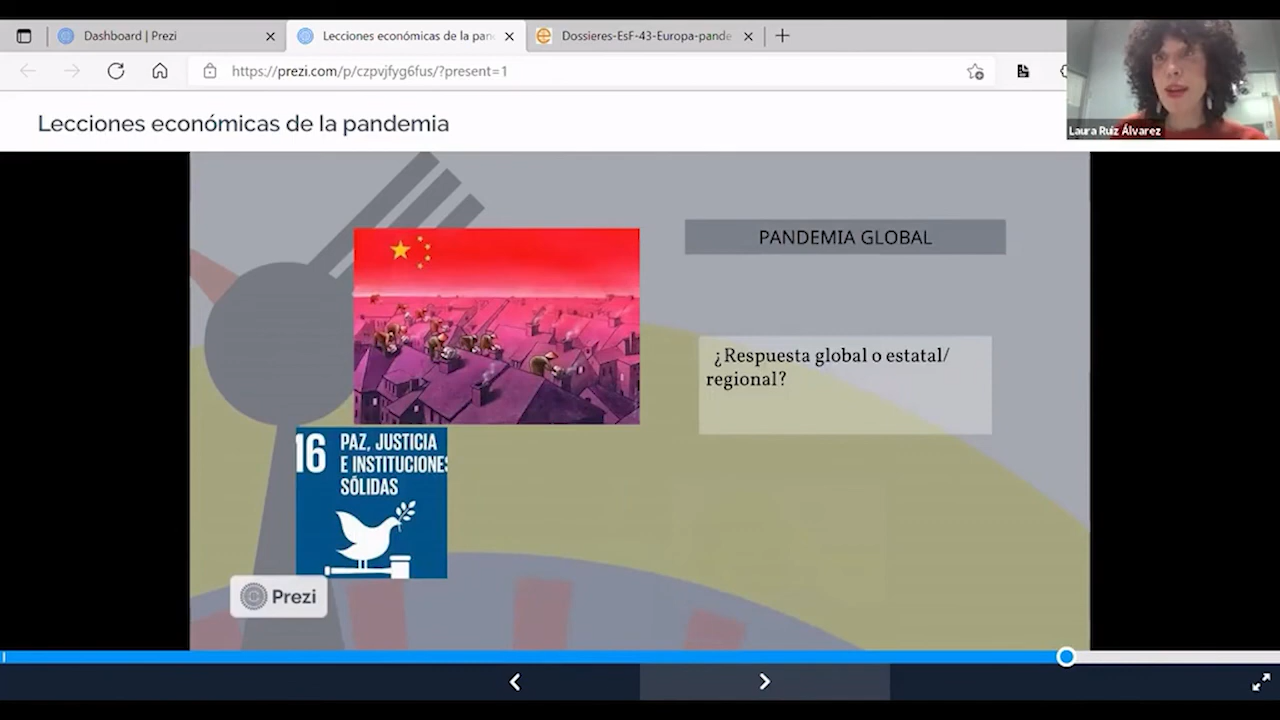 Dashboard | Prezi
Lecciones económicas de la pan
Dossieres-EsF-43-Europa-pande
https://prezi.com/p/czpvjfyg6fus/?present=1
Lecciones económicas de la pandemia
Laura Ruiz Álvarez
PANDEMIA GLOBAL
¿Respuesta global o estatal/
regional?
16 PAZ, JUSTICIA
E INSTITUCIONES
SÓLIDAS
Prezi